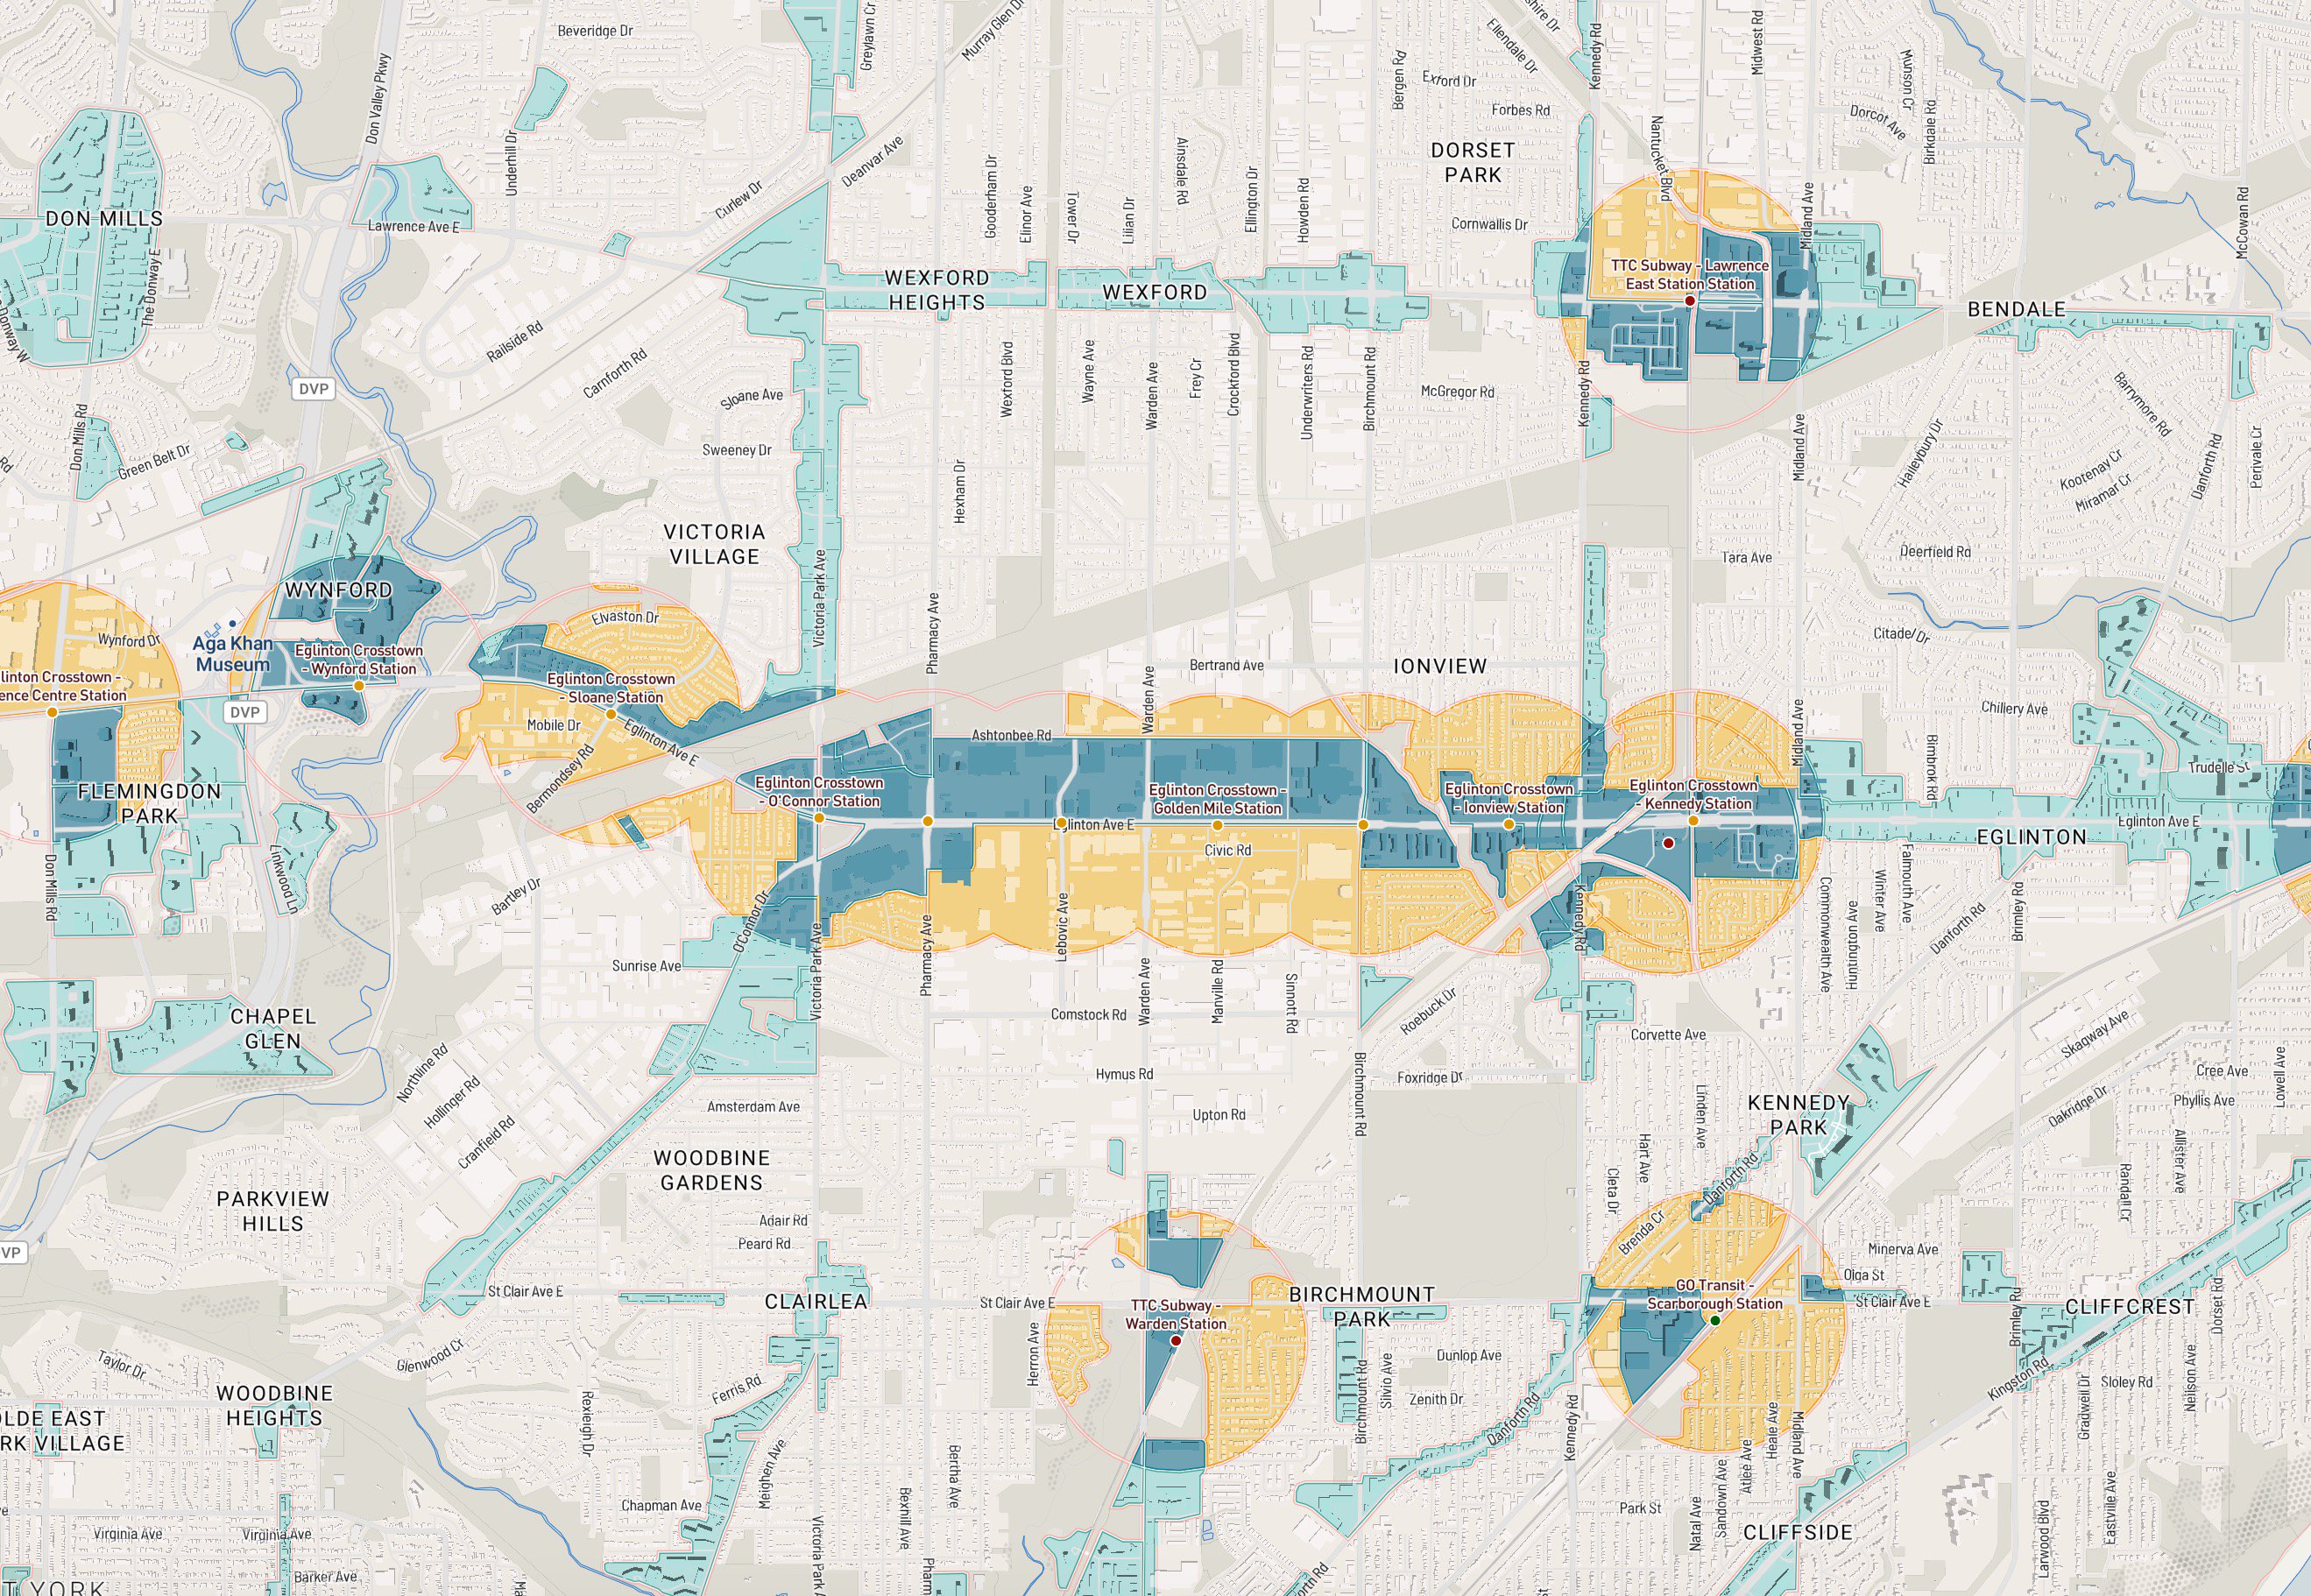 Beveridge Dr
Greylawn Cr
Murray Glen Dr
Ellendale Dr
Kennedy Rd
Midwest Rd
Munson Cr
Don Valley Pkwy
Bergen Rd
Exford Dr
Forbes Rd
Dorcot Ave
Birkdale Rd
Underhill Dr
Deanvar Ave
Nantucket Blvd
DORSET
PARK
Ainsdale Rd
Gooderham Dr
Elinor Ave
Tower Dr
Lilian Dr
Ellington Dr
Howden Rd
Curlew Dr
DON MILLS
Lawrence Ave E
Cornwallis Dr
Midland Ave
McCowan Rd
The Donway E
Donway W
WEXFORD
HEIGHTS
WEXFORD
TTC Subway - Lawrence
East Station Station
BENDALE
Railside Rd
Carnforth Rd
DVP
Sloane Ave
Wexford Blvd
Wayne Ave
Warden Ave
Frey Cr
Crockford Blvd
Underwriters Rd
Birchmount Rd
McGregor Rd
Kennedy Rd
Barrymore Rd
Don Mills Rd
Green Belt Dr
Sweeney Dr
Hexham Dr
Midland Ave
Haileybury Dr
Kootenay Cr
Miramar Cr
Danforth Rd
Perivale Cr
VICTORIA
VILLAGE
Tara Ave
Deerfield Rd
WYNFORD
Wynford Dr
Aga Khan
Museum
Elvaston Dr
Victoria Park Ave
Pharmacy Ave
Citadel Dr
Eglinton Crosstown
- Wynford Station
Bertrand Ave
IONVIEW
Eglinton Crosstown
- Sloane Station
Eglinton Crosstown -
ence Centre Station
DVP
Mobile Dr
Eglinton Ave E
Warden Ave
Ashtonbee Rd
Midland Ave
Chillery Ave
Bimbrok Rd
Trudelle St
Bermondsey Rd
FLEMINGDON
PARK
Eglinton Crosstown
- O'Connor Station
Eglinton Crosstown -
Golden Mile Station
Eglinton Crosstown
- Ionview Station
Eglinton Crosstown
- Kennedy Station
Eglinton Ave E
Eglinton Ave E
EGLINTON
Civic Rd
Don Mills Rd
Linkwood Ln
Bartley Dr
O'Connor Dr
Victoria Park Ave
Pharmacy Ave
Lebovic Ave
Kennedy Rd
Commonwealth Ave
Huntington Ave
Winter Ave
Falmouth Ave
Danforth Rd
Brimley Rd
Sunrise Ave
Warden Ave
Manville Rd
Sinnott Rd
CHAPEL
GLEN
Comstock Rd
Roebuck Dr
Corvette Ave
Skagway Ave
Northline Rd
Hymus Rd
Foxridge Dr
Cree Ave
Lowell Ave
Hollinger Rd
Cranfield Rd
Amsterdam Ave
Upton Rd
Birchmount Rd
Linden Ave
KENNEDY
PARK
Phyllis Ave
Oakridge Dr
WOODBINE
GARDENS
Hart Ave
Cleta Dr
Danforth Rd
Allister Ave
Randall Cr
PARKVIEW
HILLS
Adair Rd
Peard Rd
Brenda Cr
Minerva Ave
VP
St Clair Ave E
CLAIRLEA
St Clair Ave E
TTC Subway -
Warden Station
BIRCHMOUNT
PARK
GO Transit -
Scarborough Station
Olga St
St Clair Ave E
Brimley Rd
CLIFFCREST
Dorset Rd
Herron Ave
Taylor Dr
Glenwood Cr
Dunlop Ave
Zenith Dr
Silvio Ave
Birchmount Rd
Danforth Rd
Kennedy Rd
Kingston Rd
Sloley Rd
Gradwell Dr
Neilson Ave
WOODBINE
HEIGHTS
OLDE EAST
RK VILLAGE
Ferris Rd
Rexleigh Dr
Meighen Ave
Chapman Ave
Bertha Ave
Bexhill Ave
Midland Ave
Heale Ave
Atlee Ave
Sandown Ave
Natal Ave
Park St
CLIFFSIDE
Larwood Blvd
Eastville Ave
Virginia Ave
Virginia Ave
Barker Ave
Victoria Park A
Pharm
orth Rd
T YORK